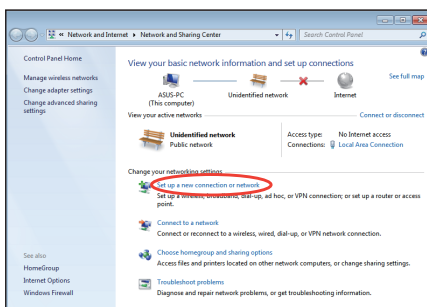 « Network and Internet ▸ Network and Sharing Center
Search Control Panel
Control Panel Home
Manage wireless networks
Change adapter settings
Change advanced sharing
settings
See also
HomeGroup
Internet Options
Windows Firewall
View your basic network information and set up connections
See full map
ASUS-PC
(This computer)
Unidentified network
Internet
View your active networks
Connect or disconnect
Unidentified network
Public network
Access type: No Internet access
Connections: Local Area Connection
Change your networking settings
Set up a new connection or network
Set up a wireless, broadband, dial-up, ad hoc, or VPN connection; or set up a router or access
point.
Connect to a network
Connect or reconnect to a wireless, wired, dial-up, or VPN network connection.
Choose homegroup and sharing options
Access files and printers located on other network computers, or change sharing settings.
Troubleshoot problems
Diagnose and repair network problems, or get troubleshooting information.